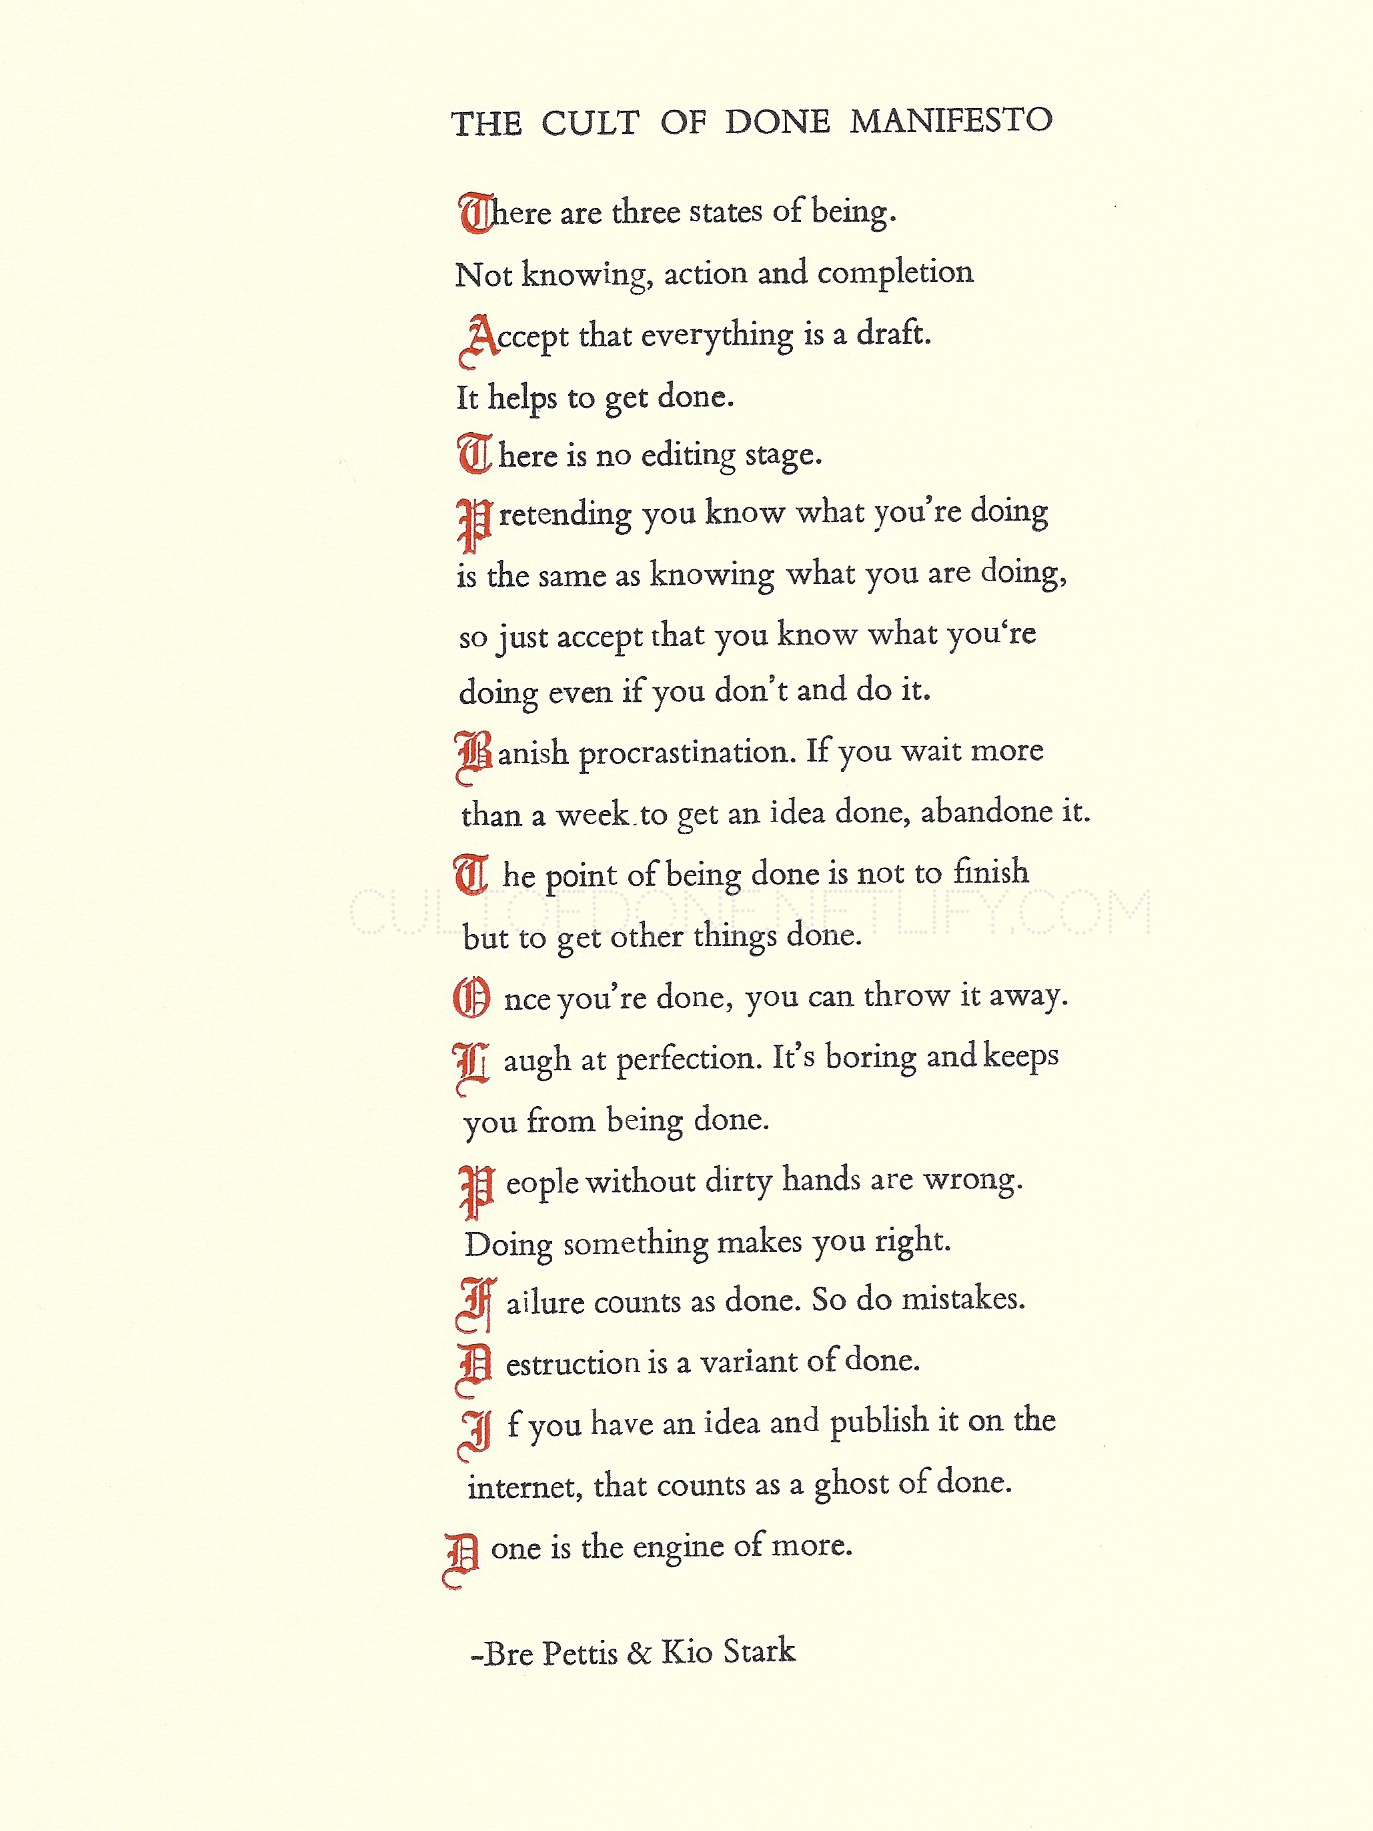 THE CULT OF DONE MANIFESTO
There are three states of being.
Not knowing, action and completion
Accept that everything is a draft.
It helps to get done.
There is no editing stage.
Pretending you know what you’re doing
is the same as knowing what you are doing,
so just accept that you know what you‘re
doing even if you don’t and do it.
Banish procrastination. If you wait more
than a week.to get an idea done, abandone it.
The point of being done is not to finish
CULTOFDONE.NETLIFY.COM
but to get other things done.
Once you’re done, you can throw it away.
Laugh at perfection. It’s boring and keeps
you from being done.
People without dirty hands are wrong.
Doing something makes you right.
Failure counts as done. So do mistakes.
Destruction is a variant of done.
If you have an idea and publish it on the
internet, that counts as a ghost of done.
Done is the engine of more.
-Bre Pettis & Kio Stark